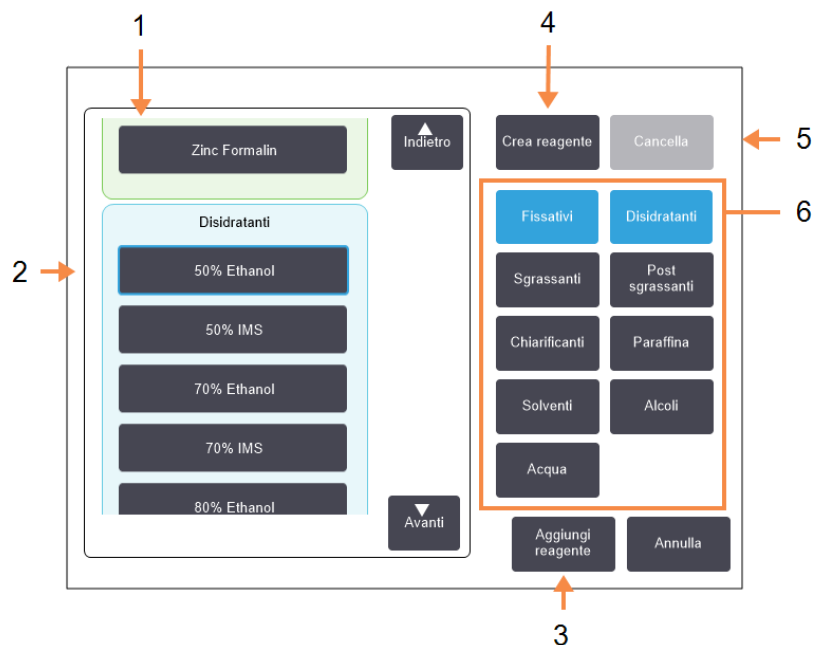 1
4
Zinc Formalin
Indietro
Crea reagente
Cancella
5
Disidratanti
Fissativi
Disidratanti
6
2
50% Ethanol
Sgrassanti
Post
sgrassanti
50% IMS
Chiarificanti
Paraffina
70% Ethanol
Solventi
Alcoli
70% IMS
Acqua
80% Ethanol
Avanti
Aggiungi
reagente
Annulla
3